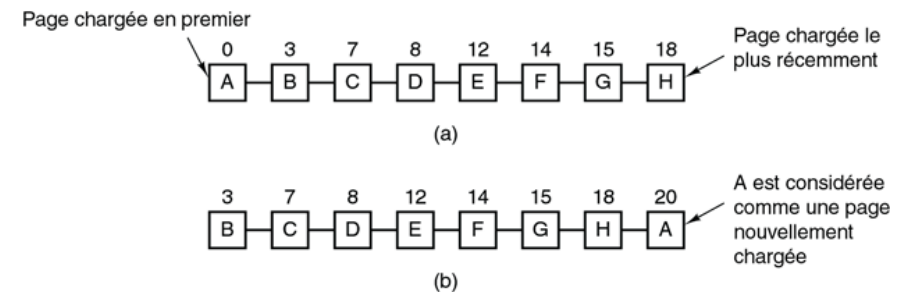 Page chargée en premier
0 3 7 8 12 14 15 18
A B C D E F G H
Page chargée le
plus récemment
(a)
3 7 8 12 14 15 18 20
B C D E F G H A
A est considérée
comme une page
nouvellement
chargée
(b)